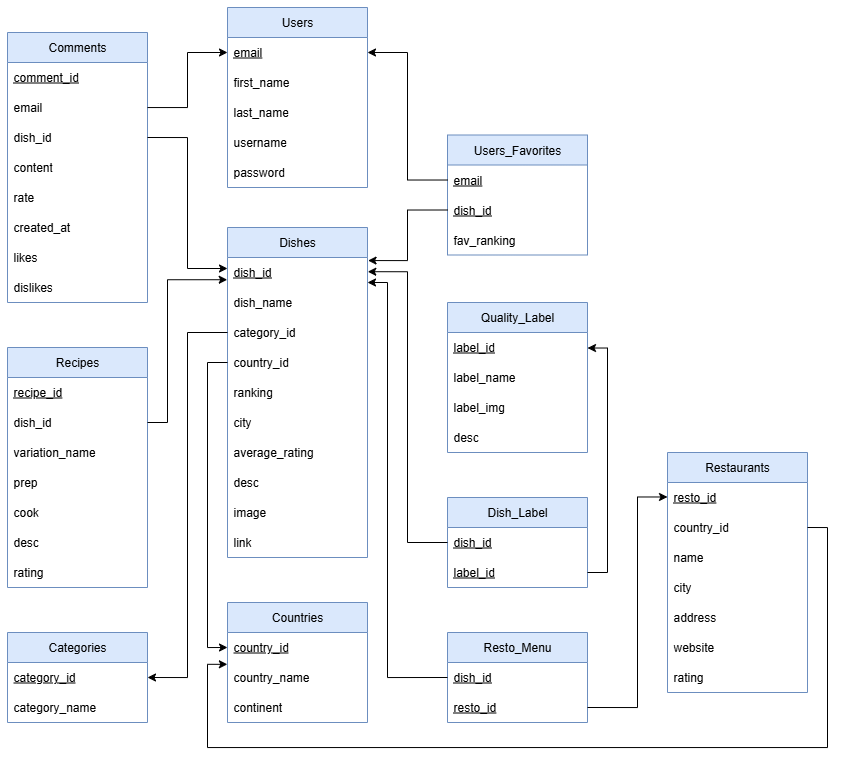 Users
email
first_name
last_name
username
password
Comments
comment_id
email
dish_id
content
rate
created_at
likes
dislikes
Users_Favorites
email
dish_id
fav_ranking
Dishes
dish_id
dish_name
category_id
country_id
ranking
city
average_rating
desc
image
link
Quality_Label
label_id
label_name
label_img
desc
Recipes
recipe_id
dish_id
variation_name
prep
cook
desc
rating
Restaurants
resto_id
country_id
name
city
address
website
rating
Dish_Label
dish_id
label_id
Categories
category_id
category_name
Countries
country_id
country_name
continent
Resto_Menu
dish_id
resto_id